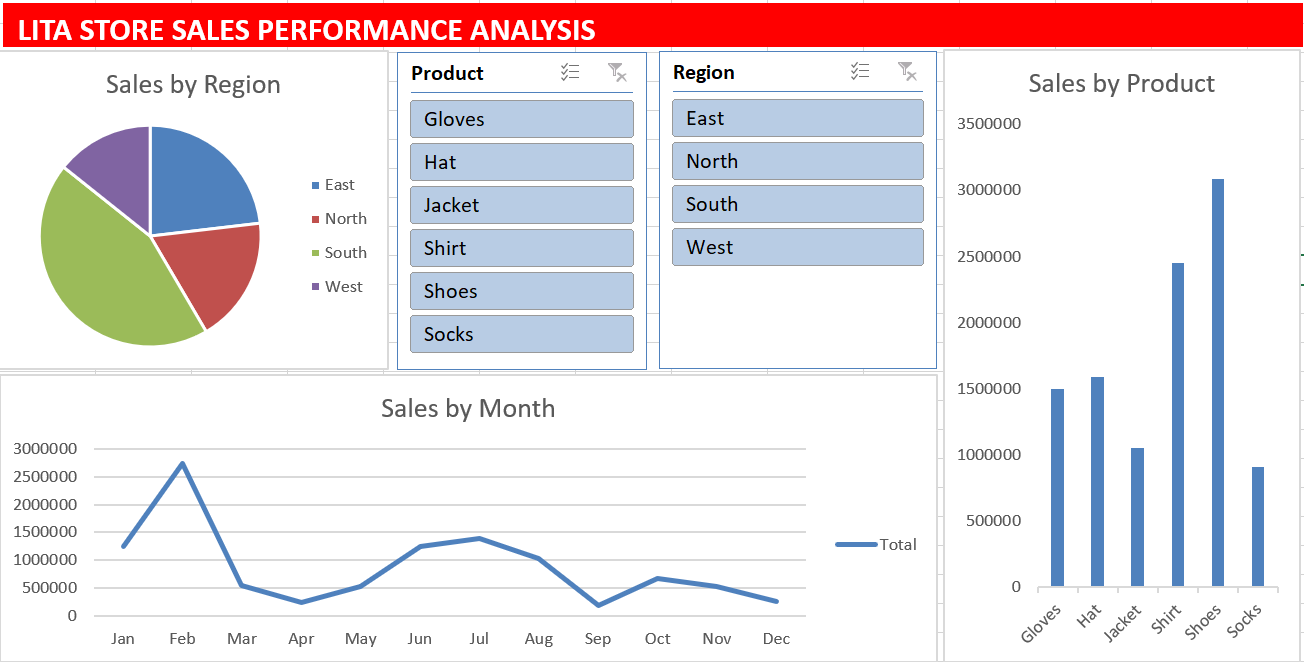 LITA STORE SALES PERFORMANCE ANALYSIS
Sales by Region
East
North
South
West
Product
Gloves
Hat
Jacket
Shirt
Shoes
Socks
Region
East
North
South
West
Sales by Product
3500000
3000000
2500000
2000000
1500000
1000000
500000
0
Gloves
Hat
Jacket
Shirt
Shoes
Socks
Sales by Month
3000000
2500000
2000000
1500000
1000000
500000
0
Jan Feb Mar Apr May Jun Jul Aug Sep Oct Nov Dec
Total